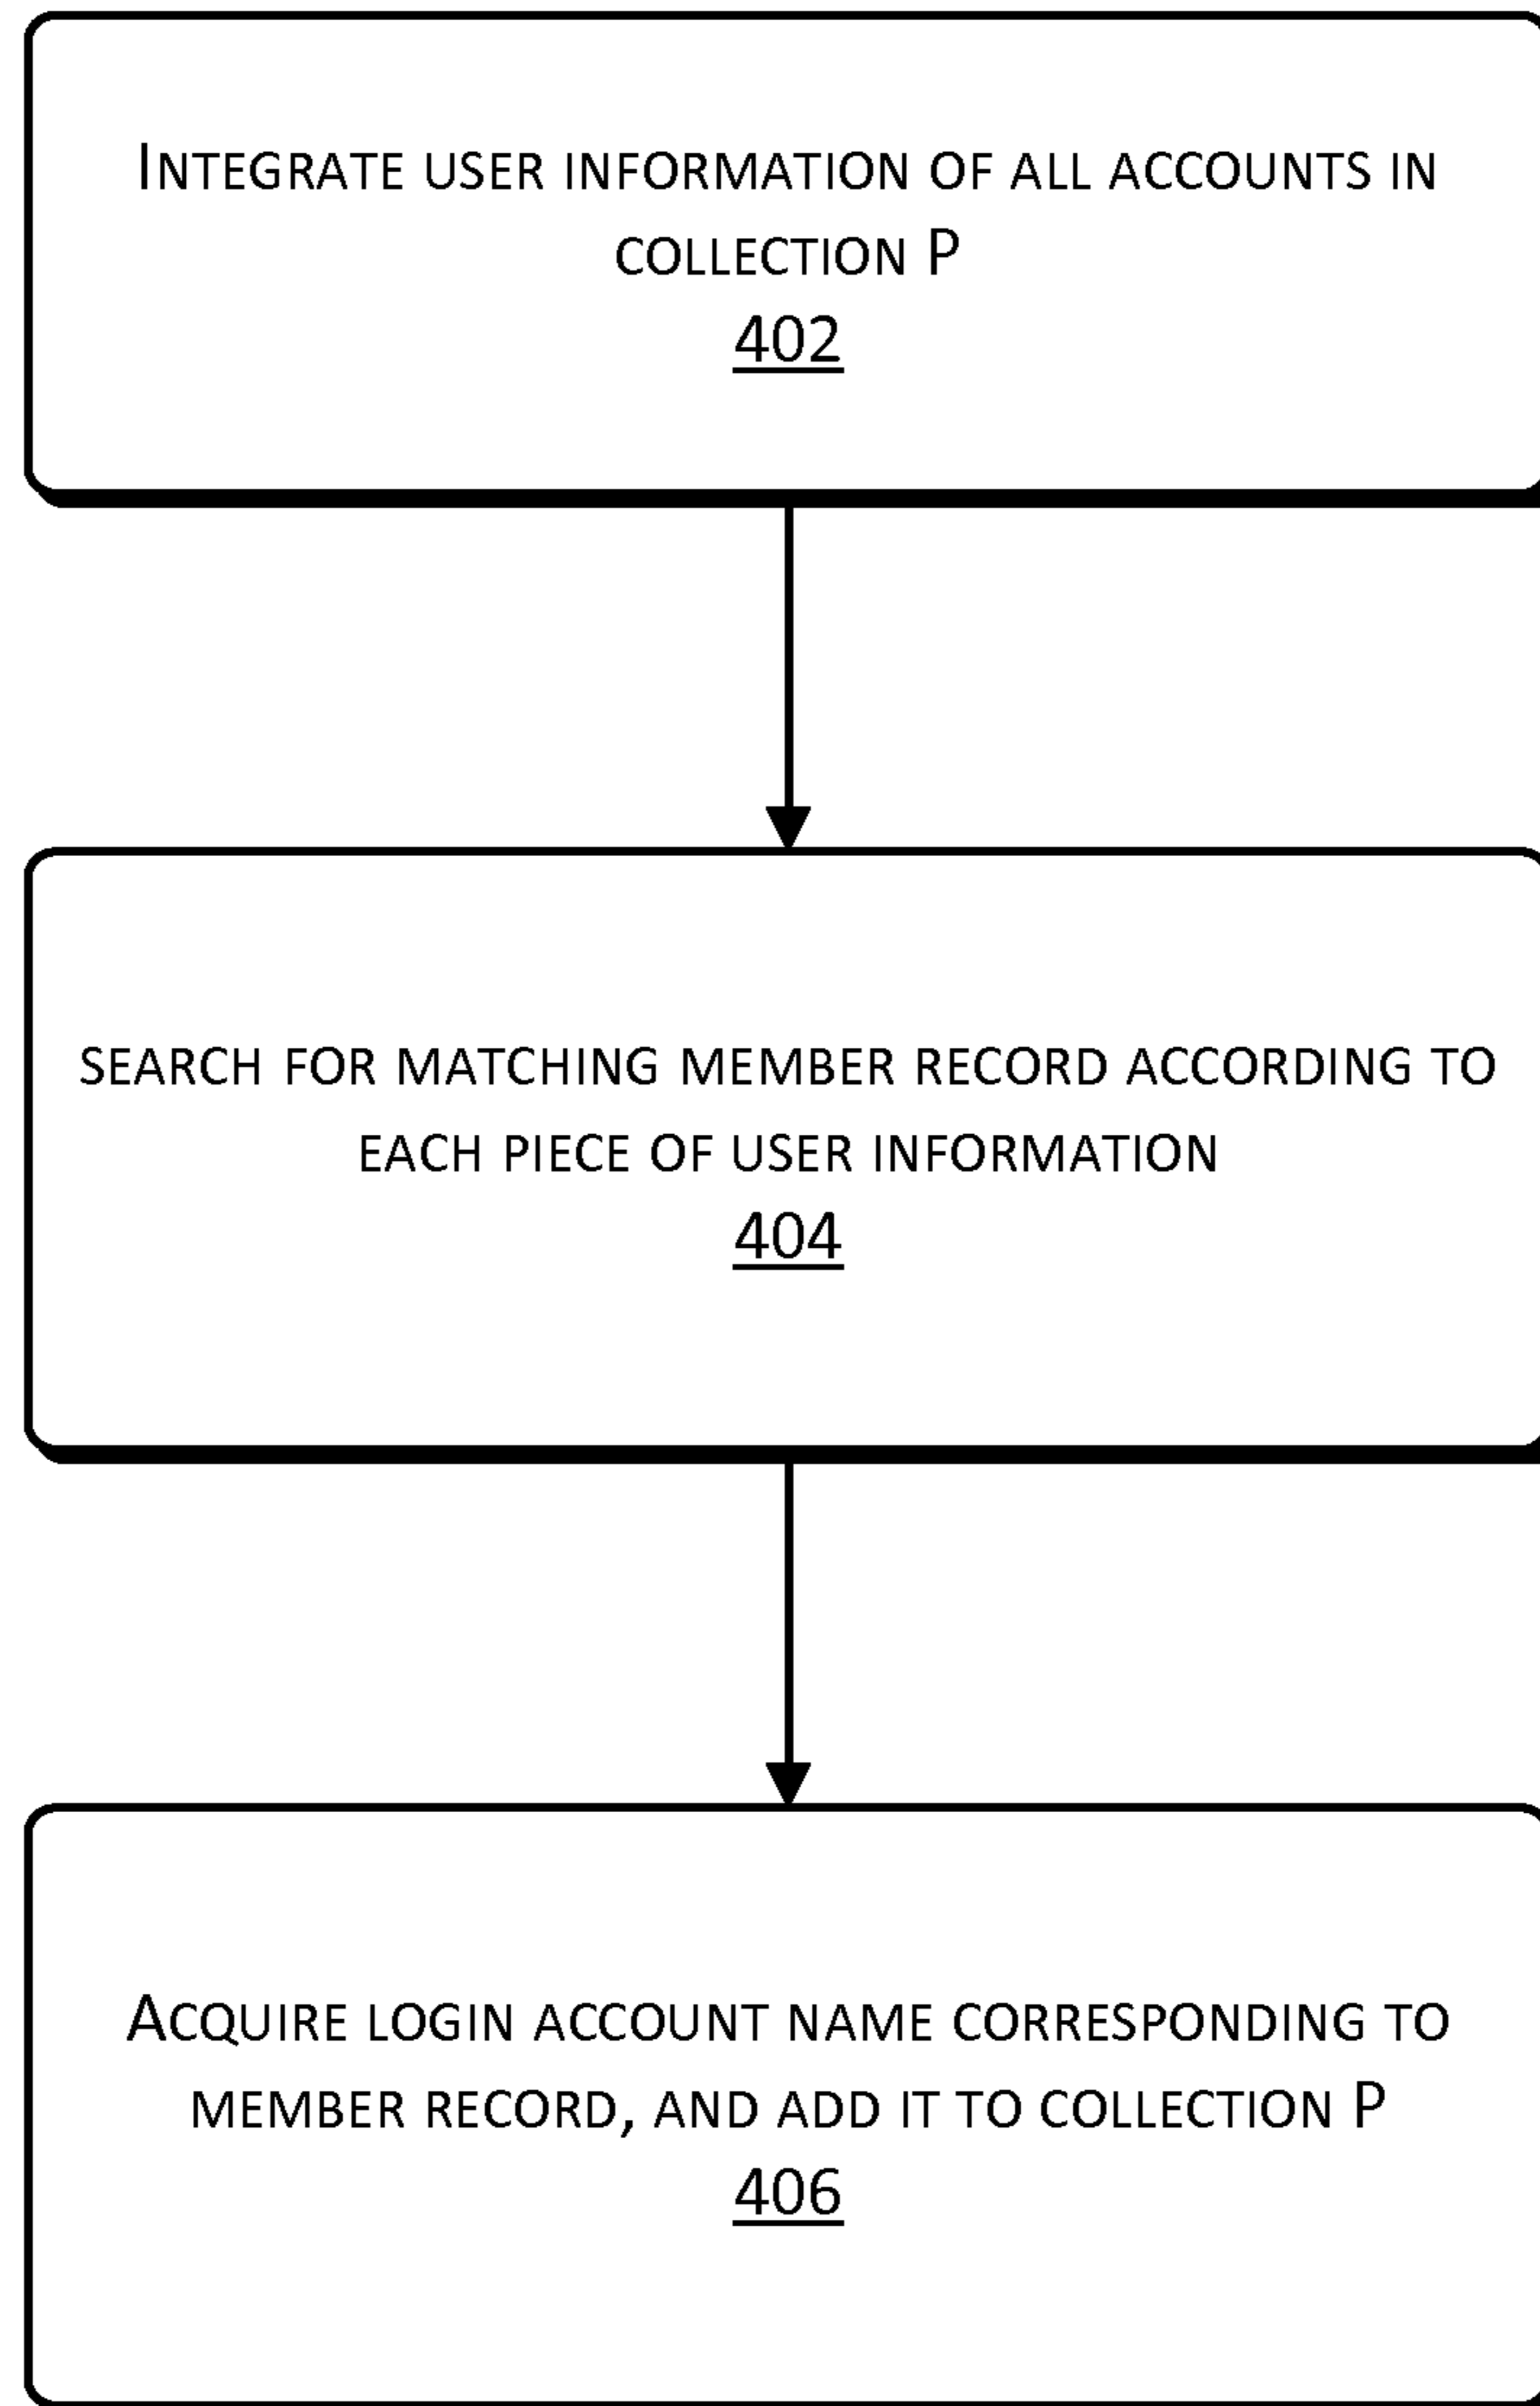 Integrate user information of all accounts in
collection P
402
search for matching member record according to
each piece of user information
404
Acquire login account name corresponding to
member record, and add it to collection P
406